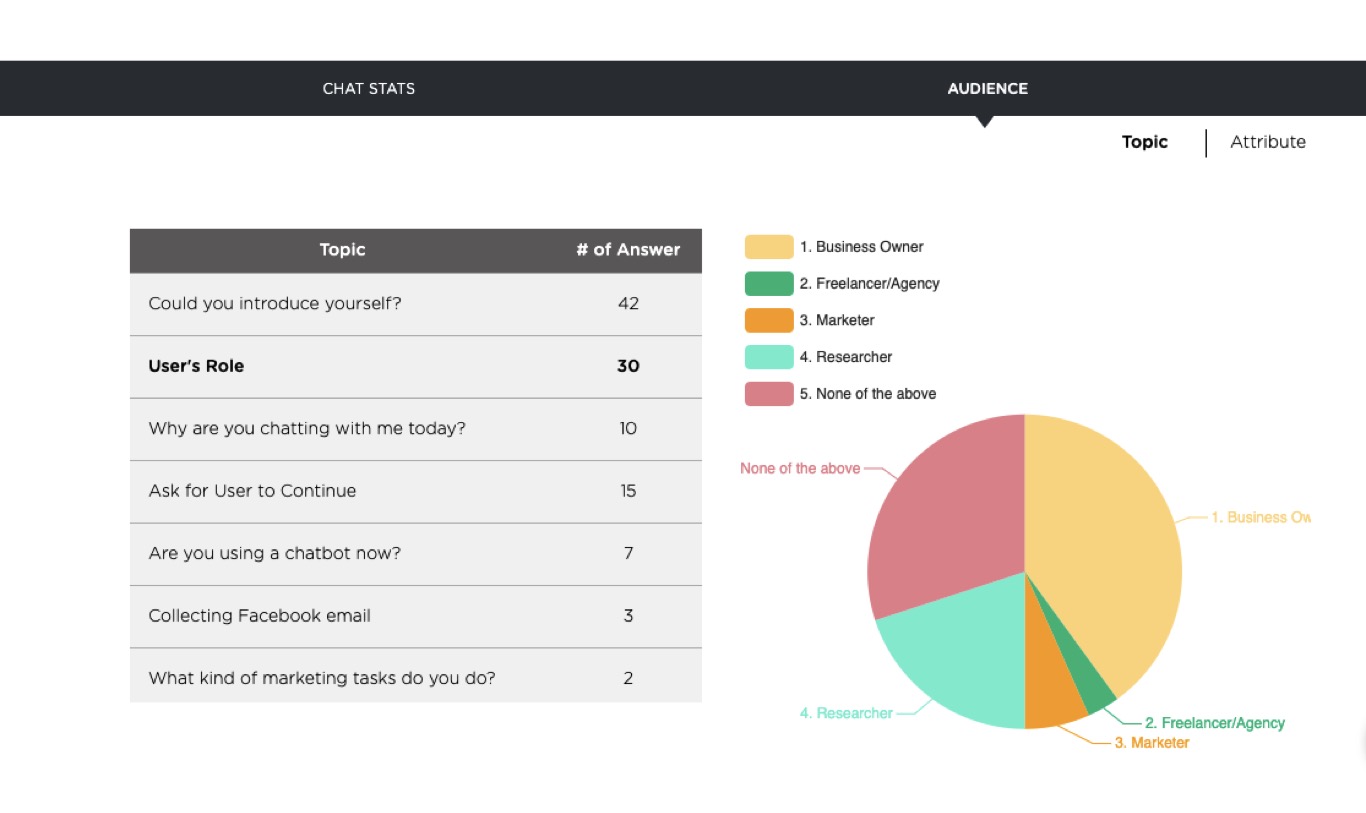 CHAT STATS AUDIENCE
Topic | Attribute
Topic # of Answer
Could you introduce yourself? 42
User's Role 30
Why are you chatting with me today? 10
Ask for User to Continue 15
Are you using a chatbot now? 7
Collecting Facebook email 3
What kind of marketing tasks do you do? 2
1. Business Owner
2. Freelancer/Agency
3. Marketer
4. Researcher
5. None of the above
None of the above
1. Business Ow
4. Researcher
2. Freelancer/Agency
3. Marketer